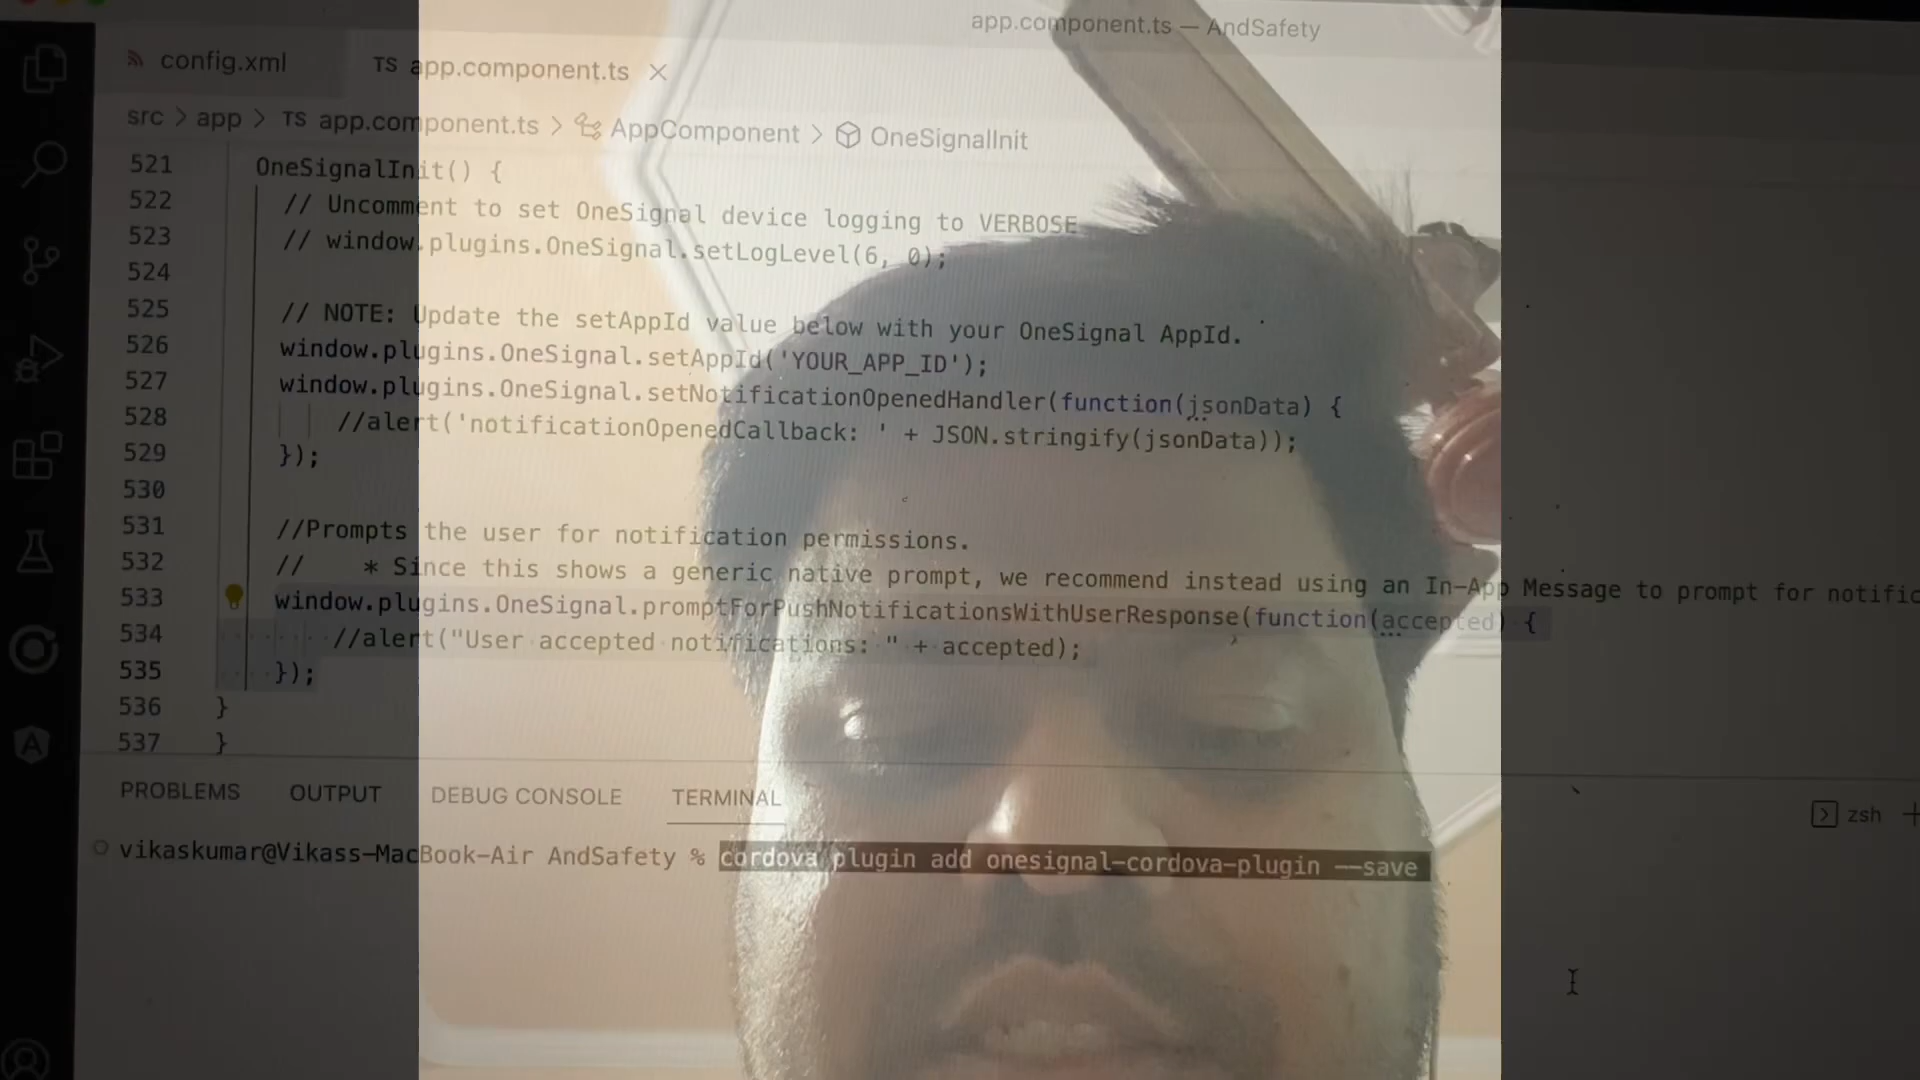 app.component.ts — AndSafety
config.xml
TS app.component.ts ×
src > app > TS app.component.ts > AppComponent > OneSignalInit
521 OneSignalInit() {
522 // Uncomment to set OneSignal device logging to VERBOSE
523 // window.plugins.OneSignal.setLogLevel(6, 0);
524
525 // NOTE: Update the setAppId value below with your OneSignal AppId.
526 window.plugins.OneSignal.setAppId('YOUR_APP_ID');
527 window.plugins.OneSignal.setNotificationOpenedHandler(function(jsonData) {
528 //alert('notificationOpenedCallback: ' + JSON.stringify(jsonData));
529 });
530
531 //Prompts the user for notification permissions.
532 // * Since this shows a generic native prompt, we recommend instead using an In-App Message to prompt for notific
533 window.plugins.OneSignal.promptForPushNotificationsWithUserResponse(function(accepted) {
534 //alert("User accepted notifications: " + accepted);
535 });
536 }
537 }
PROBLEMS OUTPUT DEBUG CONSOLE TERMINAL
zsh
vikaskumar@Vikass-MacBook-Air AndSafety % cordova plugin add onesignal-cordova-plugin --save